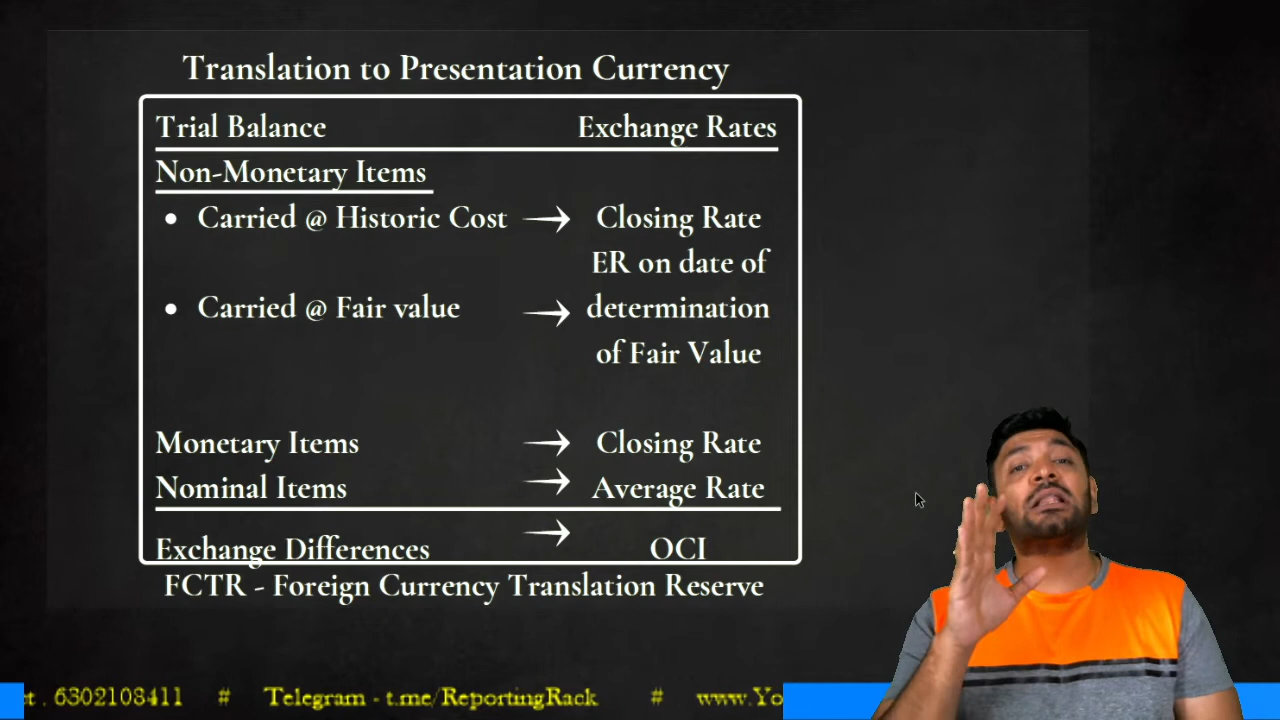 Translation to Presentation Currency
Trial Balance Exchange Rates
Non-Monetary Items
• Carried @ Historic Cost → Closing Rate
ER on date of
• Carried @ Fair value → determination
of Fair Value
Monetary Items → Closing Rate
Nominal Items → Average Rate
Exchange Differences → OCI
FCTR - Foreign Currency Translation Reserve
t . 6302108411 # Telegram - t.me/ReportingRack # www.Yo